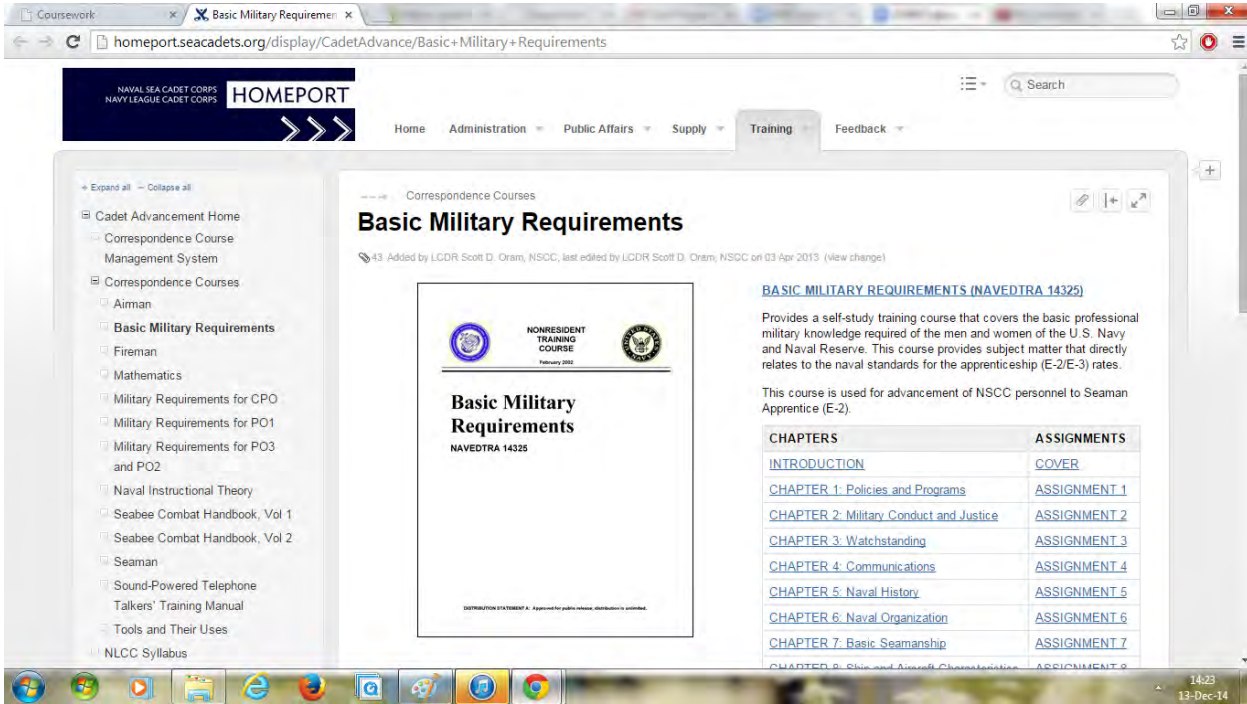 Coursework
Basic Military Requiremen
homeport.seacadets.org/display/CadetAdvance/Basic+Military+Requirements
NAVAL SEA CADET CORPS
NAVY LEAGUE CADET CORPS
HOMEPORT
Search
Home Administration Public Affairs Supply Training Feedback
+ Expand all – Collapse all
Cadet Advancement Home
Correspondence Course
Management System
Correspondence Courses
Airman
Basic Military Requirements
Fireman
Mathematics
Military Requirements for CPO
Military Requirements for PO1
Military Requirements for PO3
and PO2
Naval Instructional Theory
Seabee Combat Handbook, Vol 1
Seabee Combat Handbook, Vol 2
Seaman
Sound-Powered Telephone
Talkers' Training Manual
Tools and Their Uses
NLCC Syllabus
Correspondence Courses
Basic Military Requirements
43 Added by LCDR Scott D. Oram, NSCC, last edited by LCDR Scott D. Oram, NSCC on 03 Apr 2013 (view change)
NONRESIDENT
TRAINING
COURSE
February 2002
Basic Military
Requirements
NAVEDTRA 14325
DISTRIBUTION STATEMENT A: Approved for public release; distribution is unlimited.
BASIC MILITARY REQUIREMENTS (NAVEDTRA 14325)
Provides a self-study training course that covers the basic professional
military knowledge required of the men and women of the U.S. Navy
and Naval Reserve. This course provides subject matter that directly
relates to the naval standards for the apprenticeship (E-2/E-3) rates.
This course is used for advancement of NSCC personnel to Seaman
Apprentice (E-2).
CHAPTERS ASSIGNMENTS
INTRODUCTION COVER
CHAPTER 1: Policies and Programs ASSIGNMENT 1
CHAPTER 2: Military Conduct and Justice ASSIGNMENT 2
CHAPTER 3: Watchstanding ASSIGNMENT 3
CHAPTER 4: Communications ASSIGNMENT 4
CHAPTER 5: Naval History ASSIGNMENT 5
CHAPTER 6: Naval Organization ASSIGNMENT 6
CHAPTER 7: Basic Seamanship ASSIGNMENT 7
CHAPTER 8: Ship and Aircraft Characteristics ASSIGNMENT 8
14:23
13-Dec-14